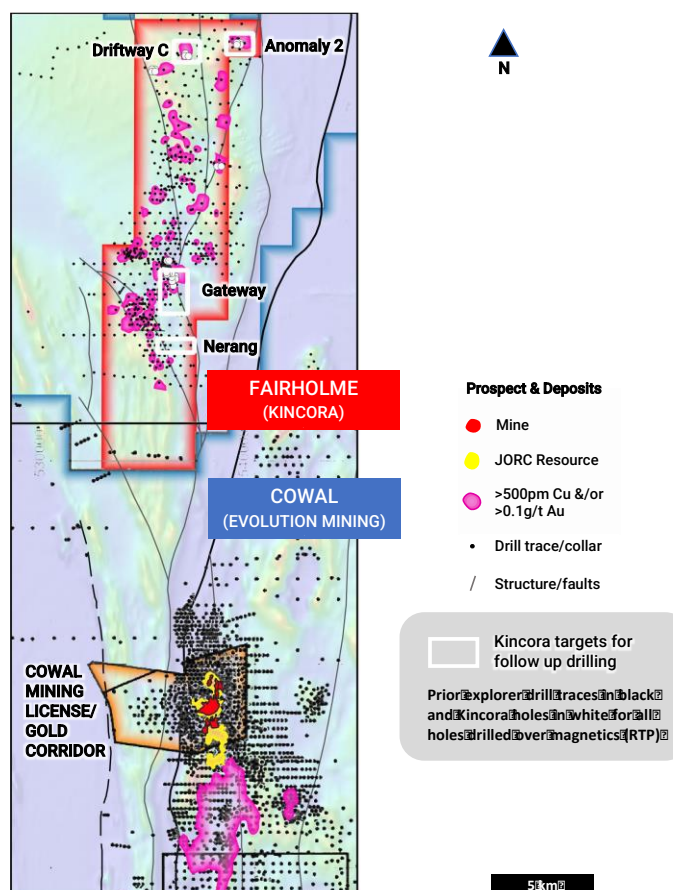 Driftway C
Anomaly 2
N
Gateway
Nerang
FAIRHOLME
(KINCORA)
COWAL
(EVOLUTION MINING)
COWAL
MINING
LICENSE/
GOLD
CORRIDOR
Prospect & Deposits
Mine
JORC Resource
>500pm Cu &/or
>0.1g/t Au
Drill trace/collar
Structure/faults
Kincora targets for
follow up drilling
Prior explorer drill traces in black
and Kincora holes in white for all
holes drilled over magnetics (RTP)
5 km